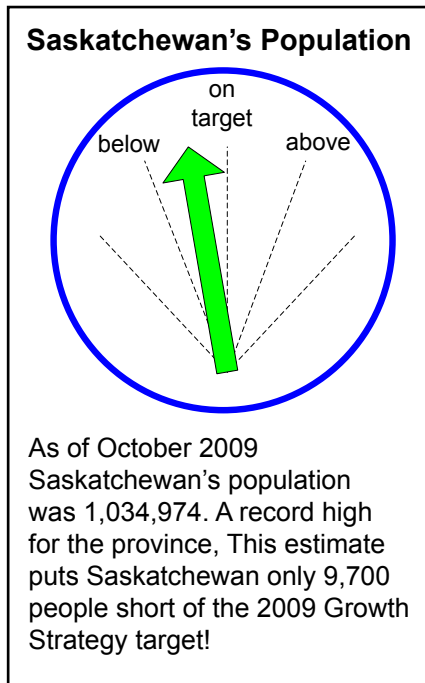 Saskatchewan's Population
on
target
below
above
As of October 2009
Saskatchewan's population
was 1,034,974. A record high
for the province, This estimate
puts Saskatchewan only 9,700
people short of the 2009 Growth
Strategy target!